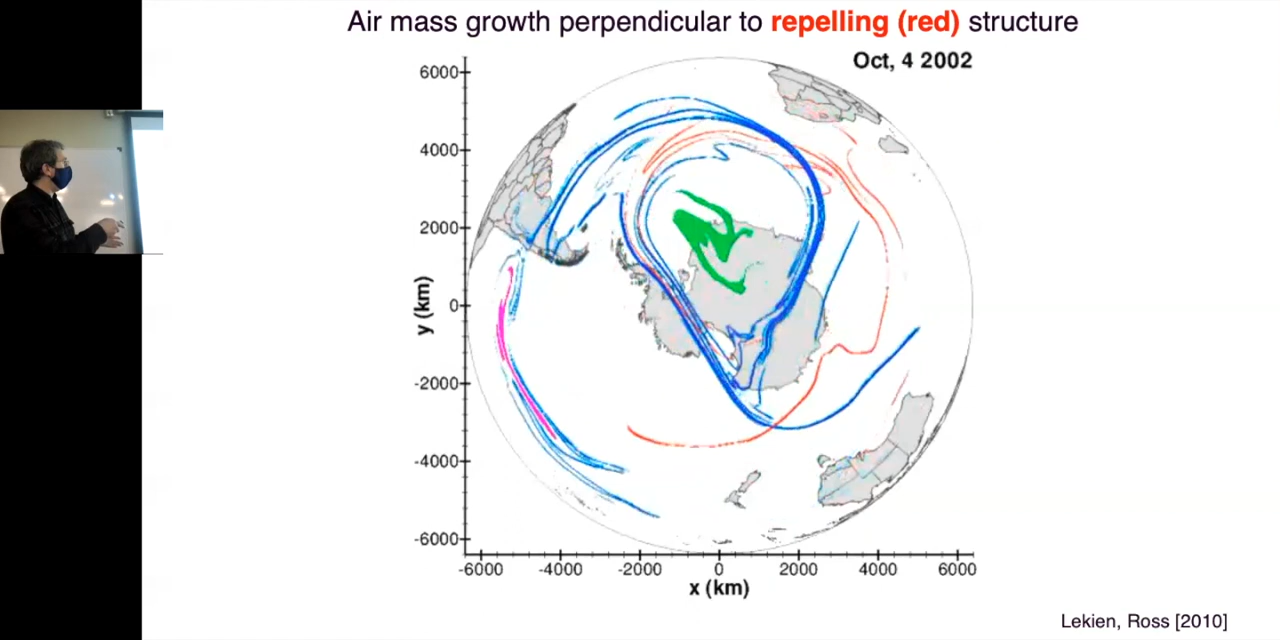 Air mass growth perpendicular to repelling (red) structure
Oct, 4 2002
6000
4000
2000
0
-2000
-4000
-6000
y (km)
-6000 -4000 -2000 0 2000 4000 6000
x (km)
Lekien, Ross [2010]